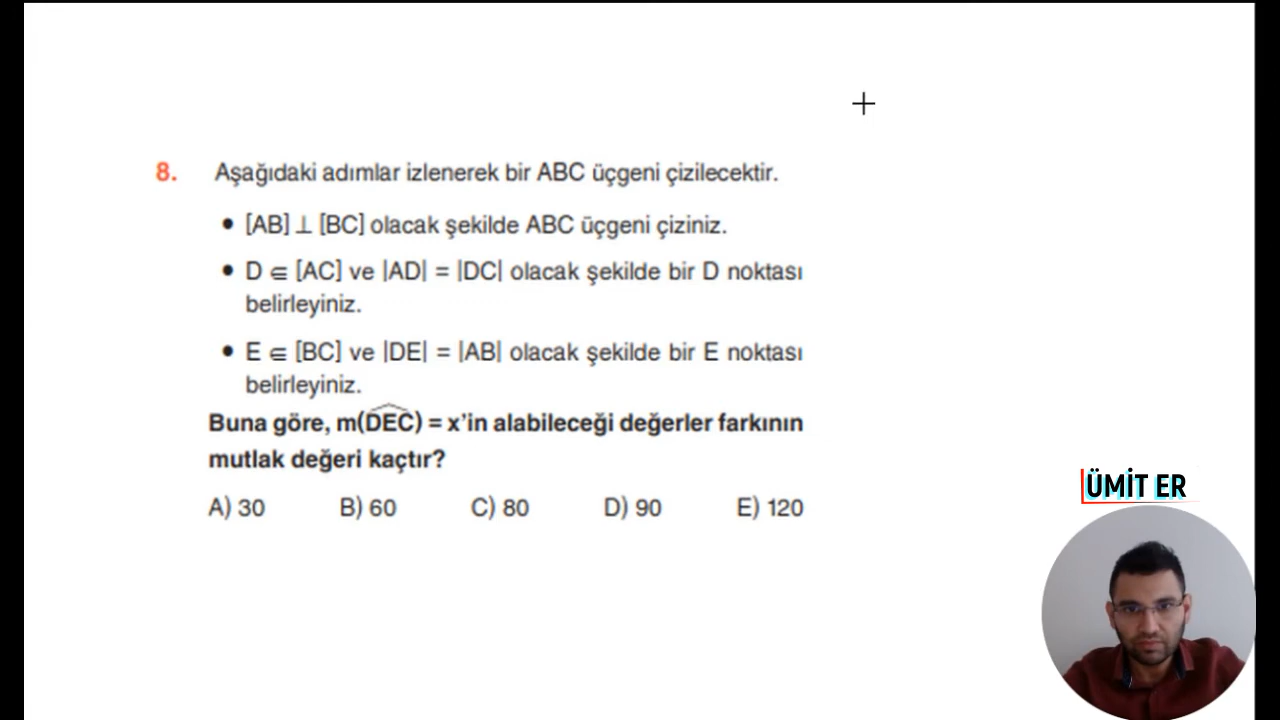 8. Aşağıdaki adımlar izlenerek bir ABC üçgeni çizilecektir.
• [AB] ⊥ [BC] olacak şekilde ABC üçgeni çiziniz.
• D ∈ [AC] ve |AD| = |DC| olacak şekilde bir D noktası
belirleyiniz.
• E ∈ [BC] ve |DE| = |AB| olacak şekilde bir E noktası
belirleyiniz.
Buna göre, m(DEC) = x'in alabileceği değerler farkının
mutlak değeri kaçtır?
A) 30 B) 60 C) 80 D) 90 E) 120
ÜMİT ER